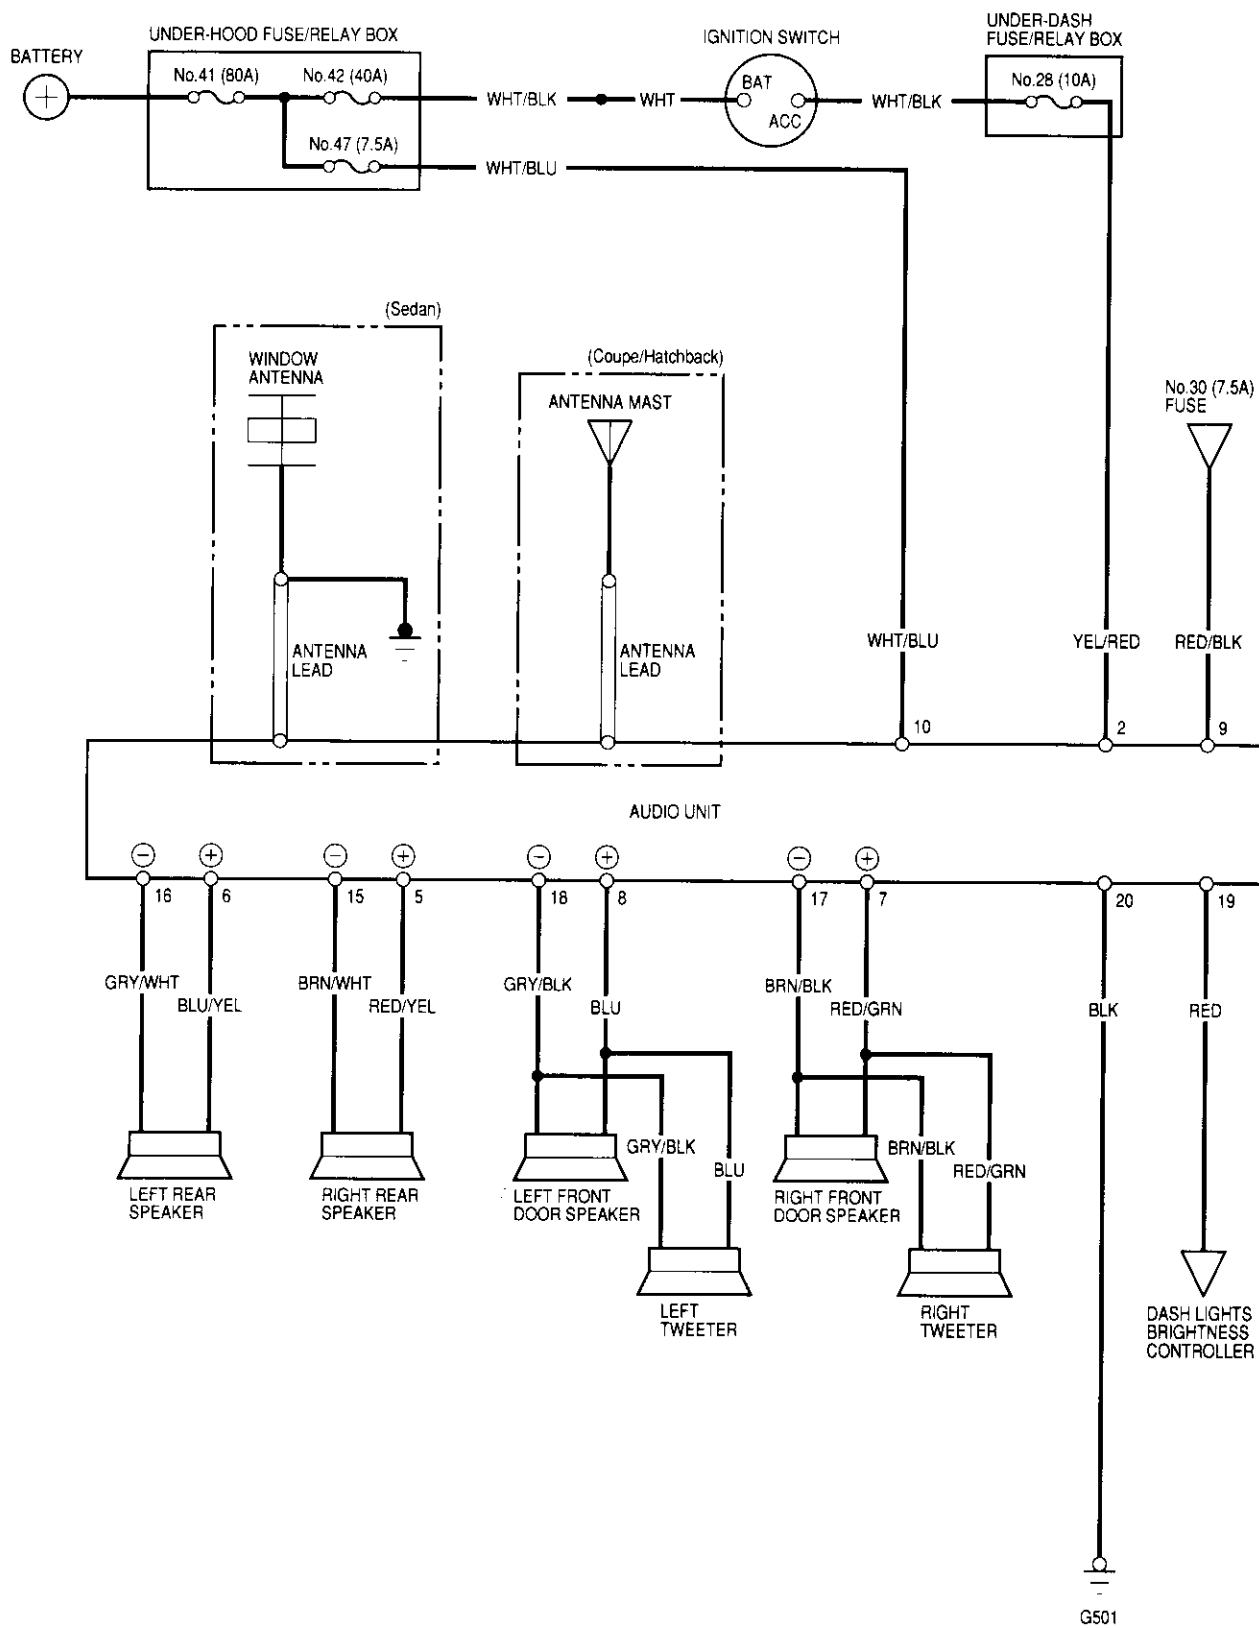 UNDER-HOOD FUSE/RELAY BOX
IGNITION SWITCH
UNDER-DASH
FUSE/RELAY BOX
BATTERY
No.41 (80A)
No.42 (40A)
No.28 (10A)
+
WHT/BLK
WHT
BAT
ACC
WHT/BLK
No.47 (7.5A)
WHT/BLU
(Sedan)
WINDOW
ANTENNA
(Coupe/Hatchback)
ANTENNA MAST
No.30 (7.5A)
FUSE
ANTENNA
LEAD
ANTENNA
LEAD
WHT/BLU
YEL/RED
RED/BLK
10
2
9
AUDIO UNIT
−
+
−
+
−
+
−
+
16
6
15
5
18
8
17
7
20
19
GRY/WHT
BLU/YEL
BRN/WHT
RED/YEL
GRY/BLK
BLU
BRN/BLK
RED/GRN
BLK
RED
GRY/BLK
BLU
BRN/BLK
RED/GRN
LEFT REAR
SPEAKER
RIGHT REAR
SPEAKER
LEFT FRONT
DOOR SPEAKER
RIGHT FRONT
DOOR SPEAKER
LEFT
TWEETER
RIGHT
TWEETER
DASH LIGHTS
BRIGHTNESS
CONTROLLER
G501